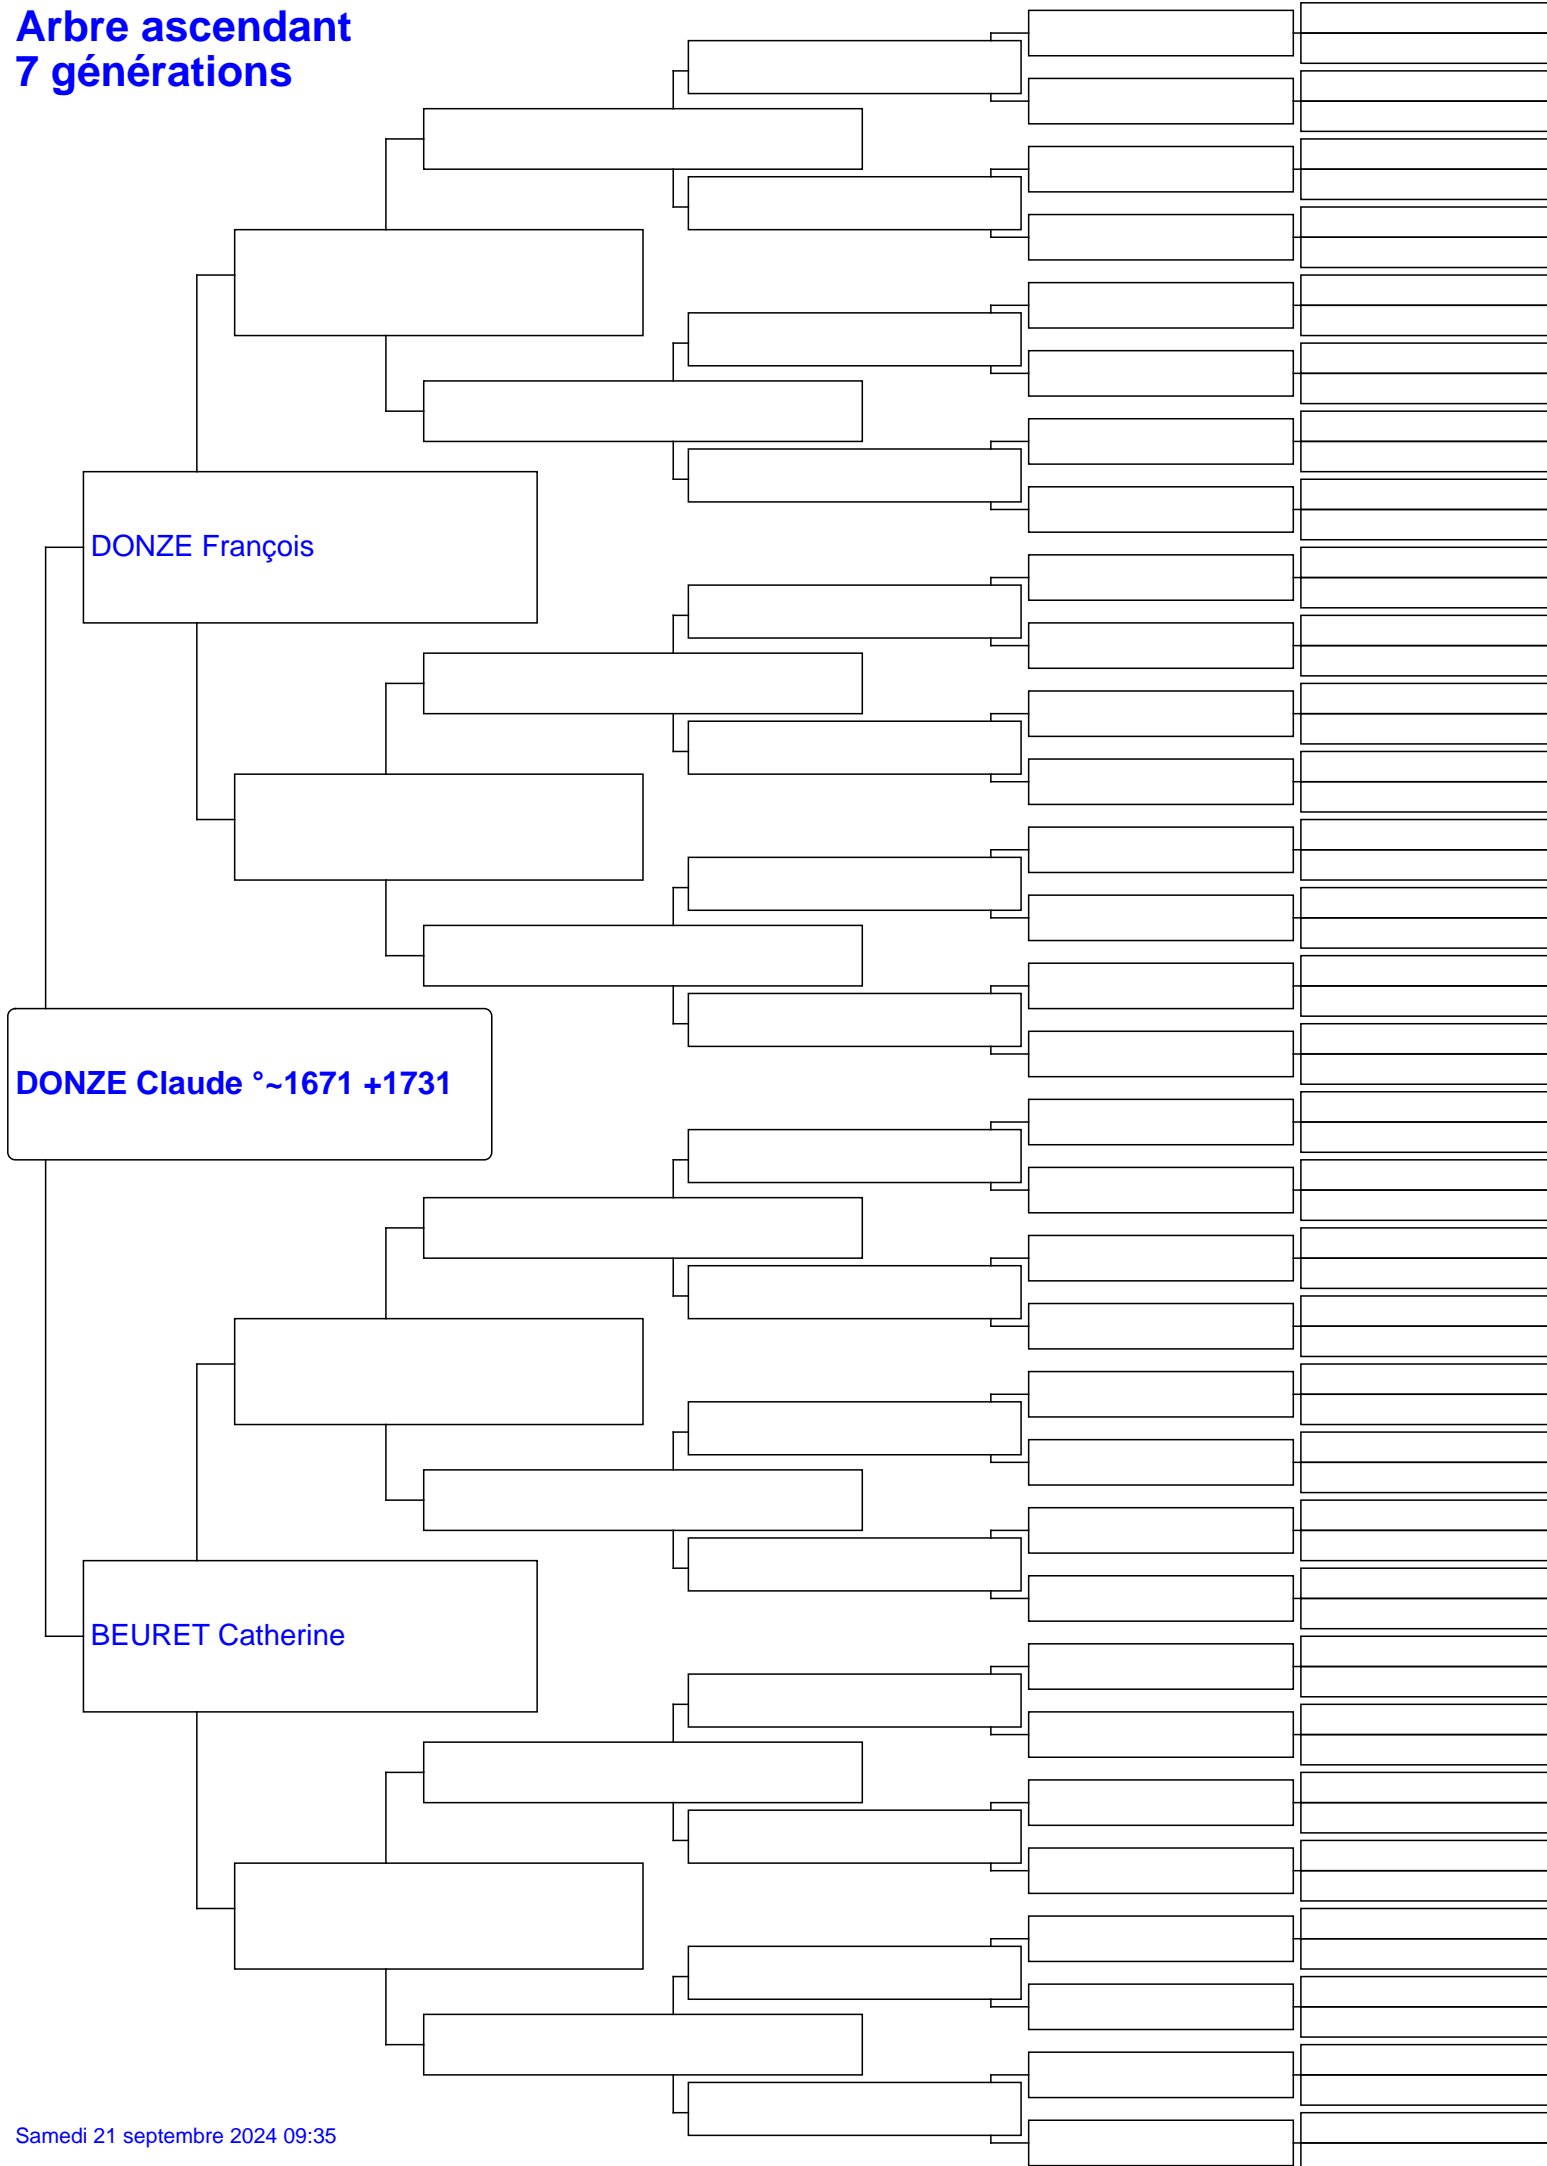 Arbre ascendant
7 générations
DONZE François
DONZE Claude °~1671 +1731
BEURET Catherine
Samedi 21 septembre 2024 09:35